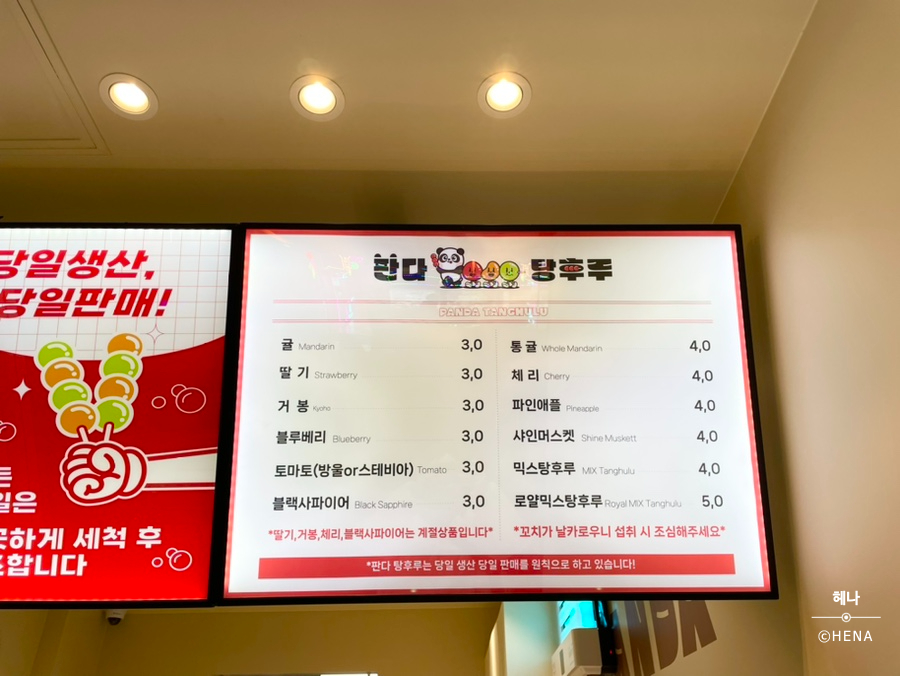 당일생산,
당일판매!
하게 세척 후
합니다
판다 탕후루
PANDA TANGHULU
귤 Mandarin 3,0
딸 기 Strawberry 3,0
거 봉 Kyoho 3,0
블루베리 Blueberry 3,0
토마토(방울or스테비아) Tomato 3,0
블랙사파이어 Black Sapphire 3,0
*딸기,거봉,체리,블랙사파이어는 계절상품입니다*
통 귤 Whole Mandarin 4,0
체 리 Cherry 4,0
파인애플 Pineapple 4,0
샤인머스켓 Shine Muskett 4,0
믹스탕후루 MIX Tanghulu 4,0
로얄믹스탕후루 Royal MIX Tanghulu 5,0
*꼬치가 날카로우니 섭취 시 조심해주세요*
*판다 탕후루는 당일 생산 당일 판매를 원칙으로 하고 있습니다!
헤나
©HENA